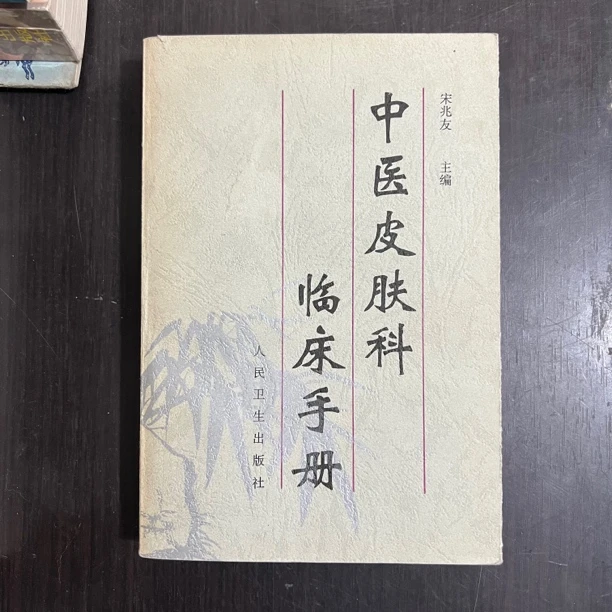 宋兆友 主编
中医皮肤科
临床手册
人民卫生出版社